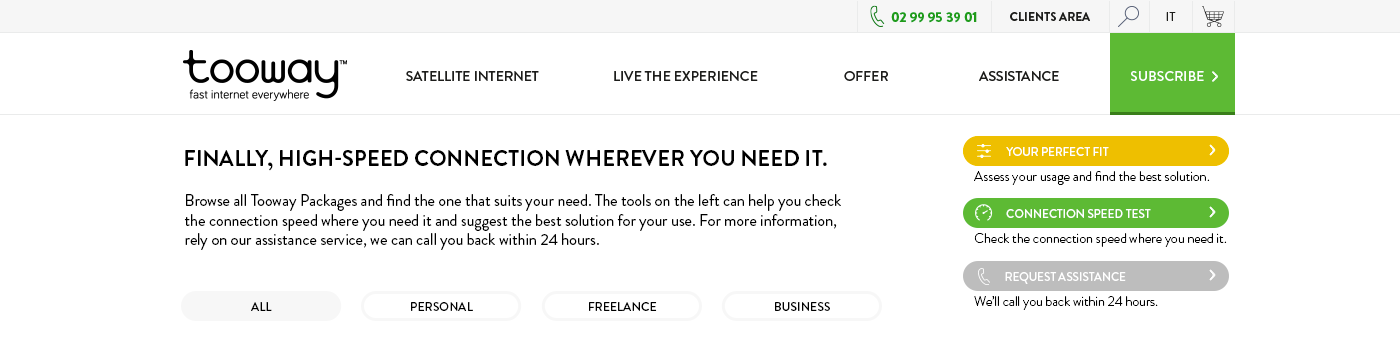 02 99 95 39 01
CLIENTS AREA
IT
tooway™
fast internet everywhere
SATELLITE INTERNET
LIVE THE EXPERIENCE
OFFER
ASSISTANCE
SUBSCRIBE
FINALLY, HIGH-SPEED CONNECTION WHEREVER YOU NEED IT.
Browse all Tooway Packages and find the one that suits your need. The tools on the left can help you check
the connection speed where you need it and suggest the best solution for your use. For more information,
rely on our assistance service, we can call you back within 24 hours.
ALL
PERSONAL
FREELANCE
BUSINESS
YOUR PERFECT FIT
Assess your usage and find the best solution.
CONNECTION SPEED TEST
Check the connection speed where you need it.
REQUEST ASSISTANCE
We'll call you back within 24 hours.